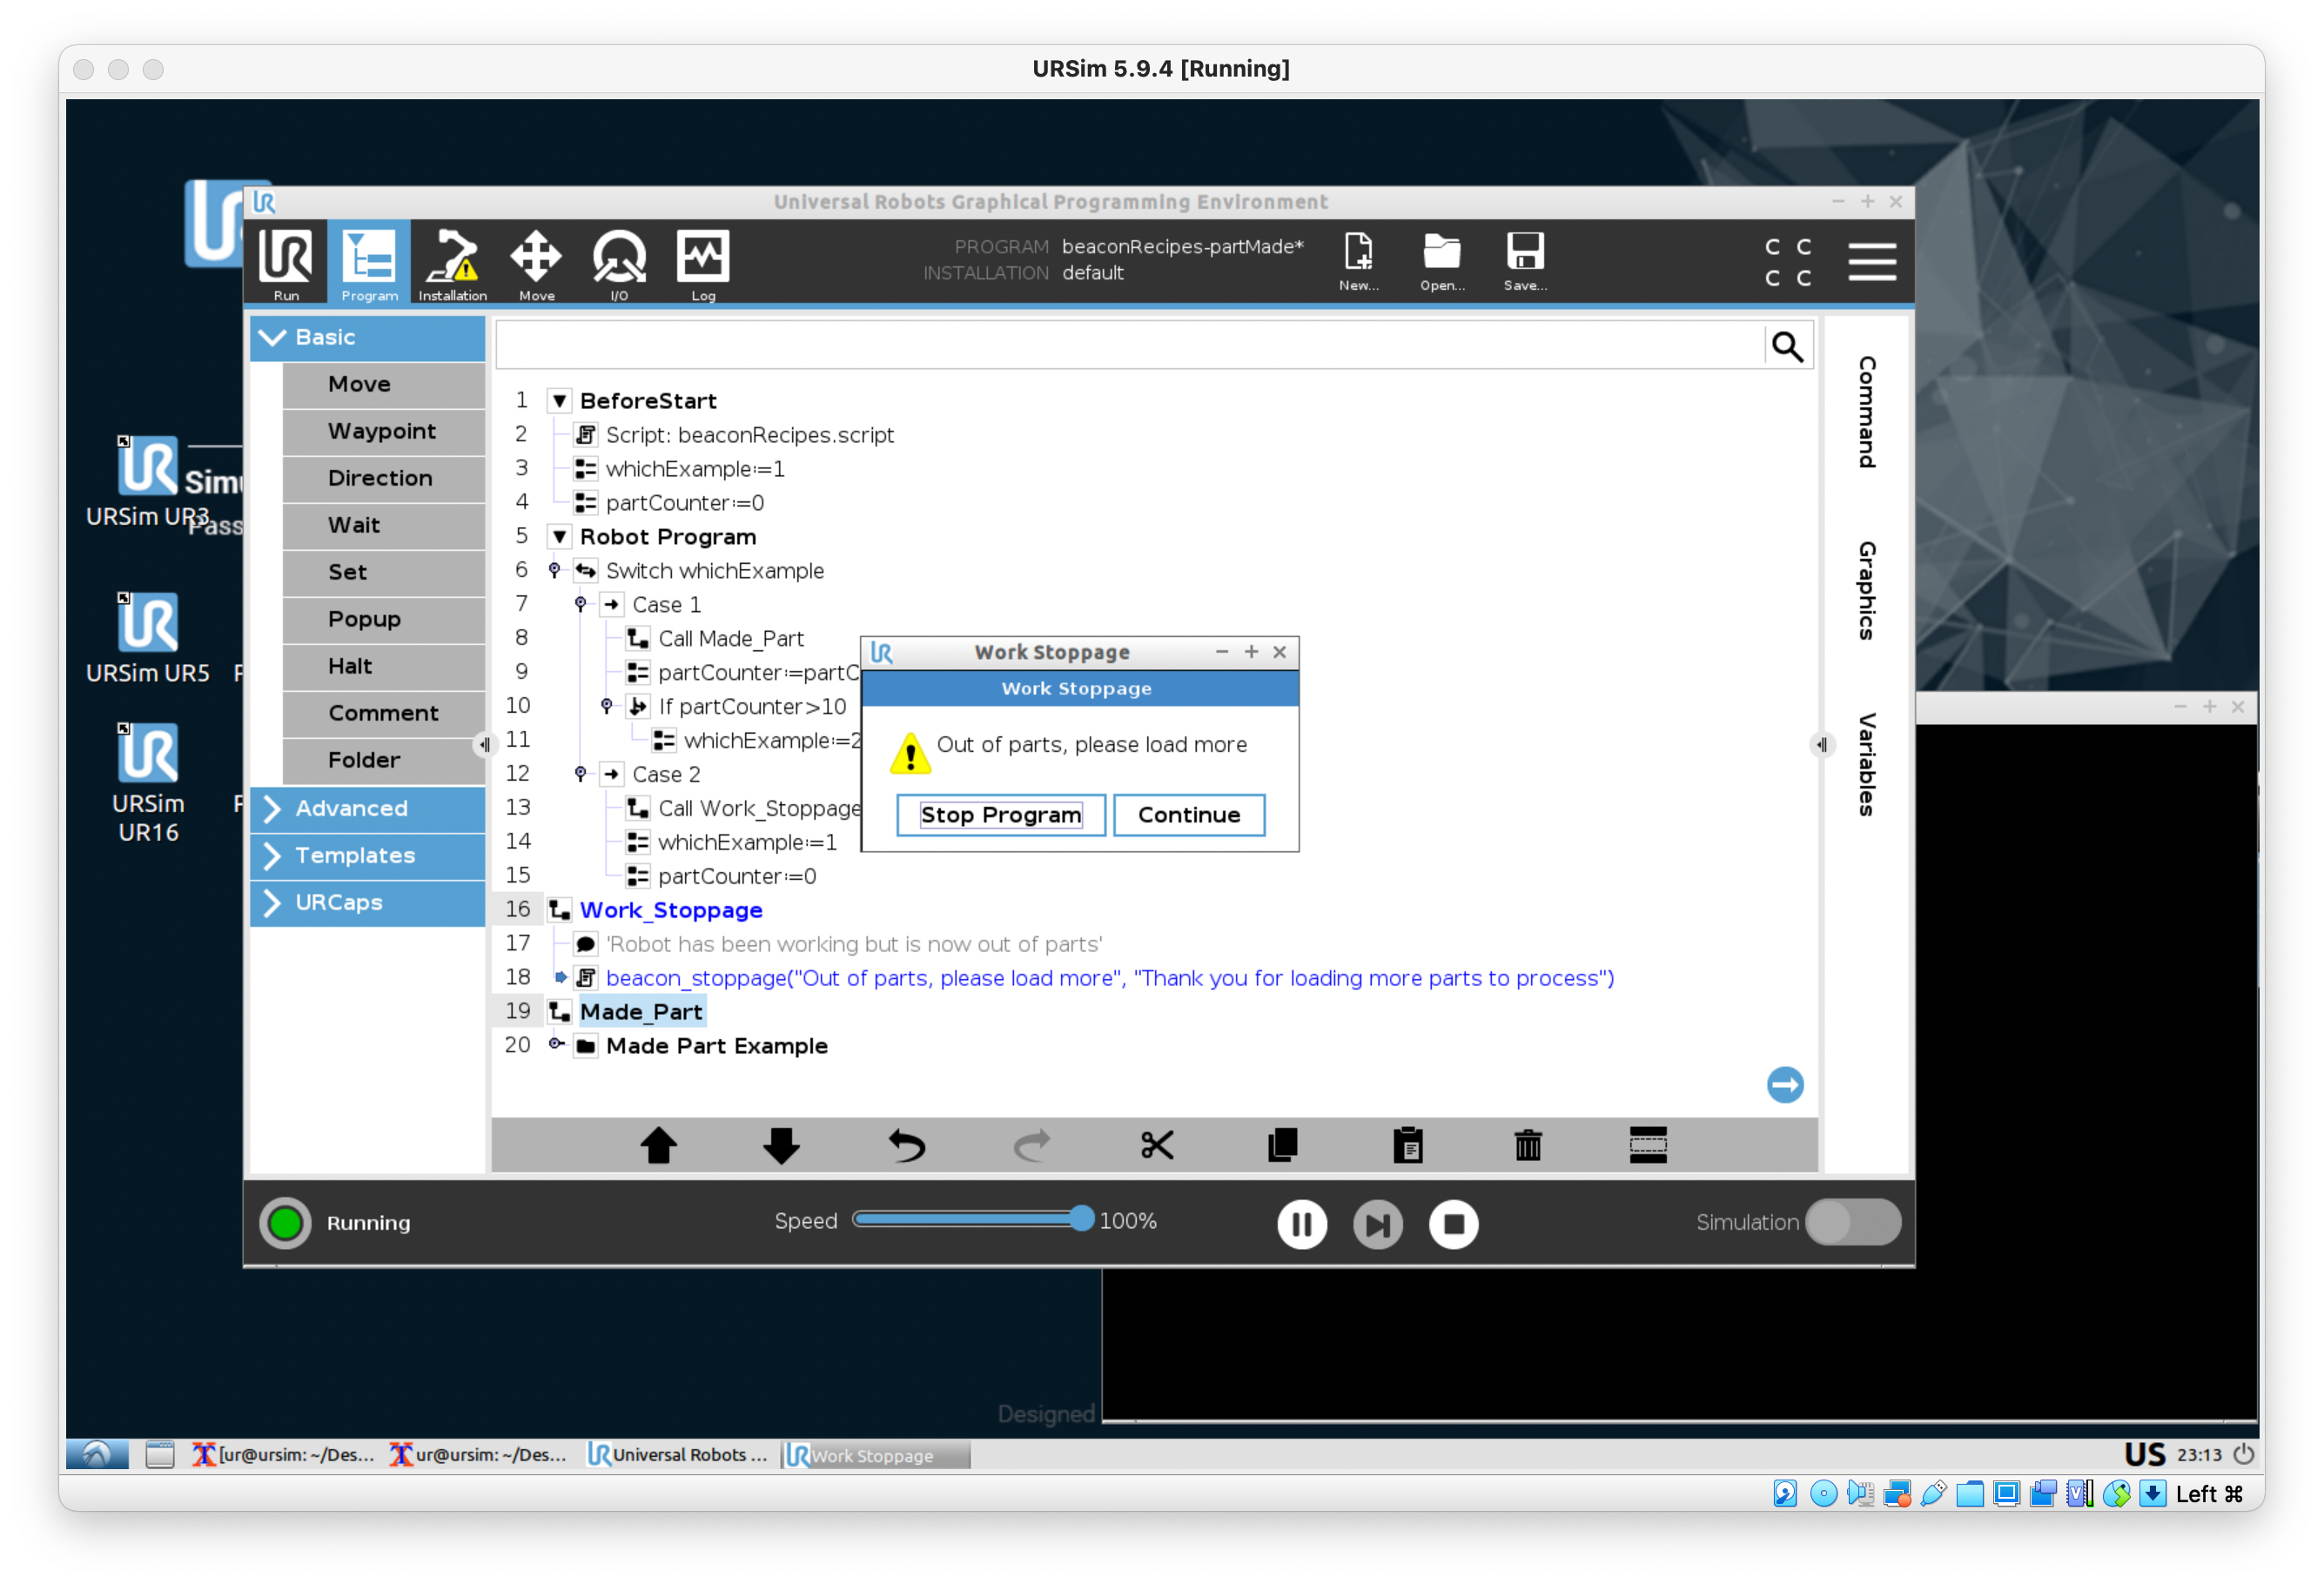 URSim 5.9.4 [Running]
Universal Robots Graphical Programming Environment
PROGRAM beaconRecipes-partMade*
INSTALLATION default
Run
Program
Installation
Move
I/O
Log
New...
Open...
Save...
C C
C C
Basic
Move
Waypoint
Direction
Wait
Set
Popup
Halt
Comment
Folder
Advanced
Templates
URCaps
1 BeforeStart
2 Script: beaconRecipes.script
3 whichExample:=1
4 partCounter:=0
5 Robot Program
6 Switch whichExample
7 Case 1
8 Call Made_Part
9 partCounter:=partC
10 If partCounter>10
11 whichExample:=2
12 Case 2
13 Call Work_Stoppage
14 whichExample:=1
15 partCounter:=0
16 Work_Stoppage
17 'Robot has been working but is now out of parts'
18 beacon_stoppage("Out of parts, please load more", "Thank you for loading more parts to process")
19 Made_Part
20 Made Part Example
Work Stoppage
Work Stoppage
Out of parts, please load more
Stop Program
Continue
Command
Graphics
Variables
Running
Speed 100%
Simulation
Simu
URSim UR3
Pass
URSim UR5 F
URSim F
UR16
Designed
[ur@ursim: ~/Des...
ur@ursim: ~/Des...
Universal Robots ...
Work Stoppage
US 23:13
Left ⌘